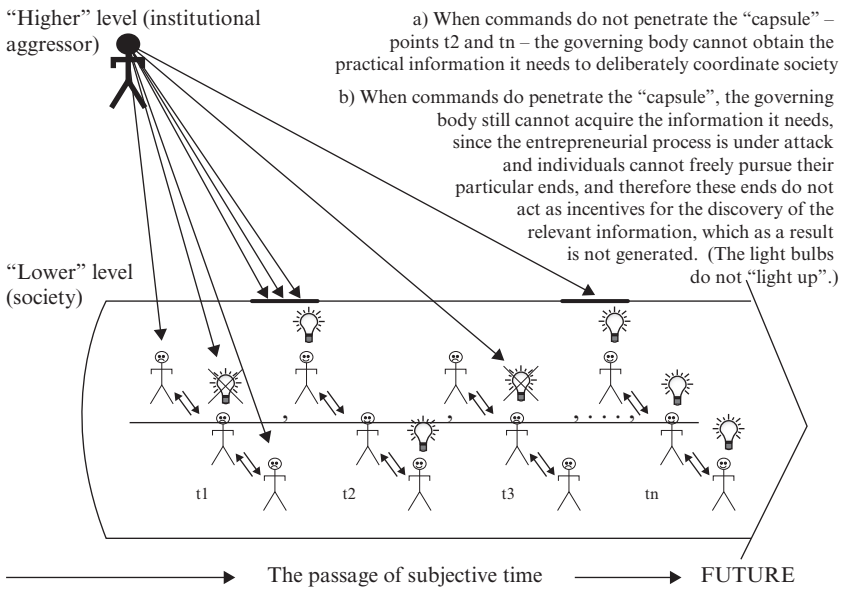 “Higher” level (institutional
aggressor)
a) When commands do not penetrate the “capsule” –
points t2 and tn – the governing body cannot obtain the
practical information it needs to deliberately coordinate society
b) When commands do penetrate the “capsule”, the governing
body still cannot acquire the information it needs,
since the entrepreneurial process is under attack
and individuals cannot freely pursue their
particular ends, and therefore these ends do not
act as incentives for the discovery of the
relevant information, which as a result
is not generated. (The light bulbs
do not “light up”.)
“Lower” level
(society)
, , , . . . . ,
t1 t2 t3 tn
The passage of subjective time FUTURE